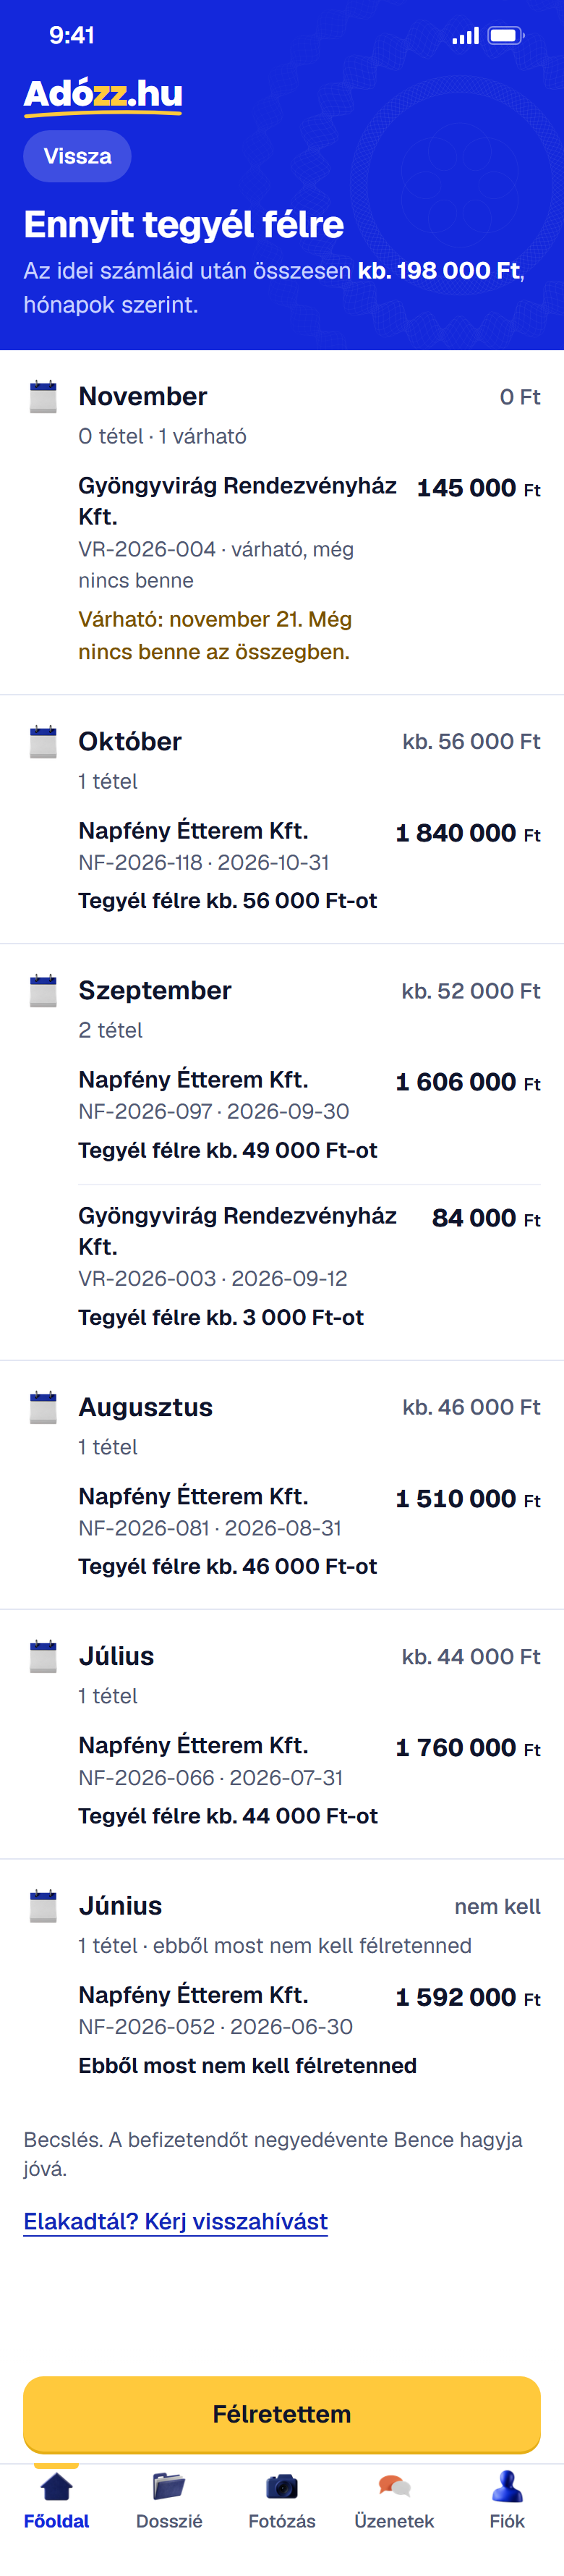 9:41
Adózz.hu
Vissza
Ennyit tegyél félre
Az idei számláid után összesen kb. 198 000 Ft,
hónapok szerint.
November 0 Ft
0 tétel · 1 várható
Gyöngyvirág Rendezvényház 145 000 Ft
Kft.
VR-2026-004 · várható, még
nincs benne
Várható: november 21. Még
nincs benne az összegben.
Október kb. 56 000 Ft
1 tétel
Napfény Étterem Kft. 1 840 000 Ft
NF-2026-118 · 2026-10-31
Tegyél félre kb. 56 000 Ft-ot
Szeptember kb. 52 000 Ft
2 tétel
Napfény Étterem Kft. 1 606 000 Ft
NF-2026-097 · 2026-09-30
Tegyél félre kb. 49 000 Ft-ot
Gyöngyvirág Rendezvényház 84 000 Ft
Kft.
VR-2026-003 · 2026-09-12
Tegyél félre kb. 3 000 Ft-ot
Augusztus kb. 46 000 Ft
1 tétel
Napfény Étterem Kft. 1 510 000 Ft
NF-2026-081 · 2026-08-31
Tegyél félre kb. 46 000 Ft-ot
Július kb. 44 000 Ft
1 tétel
Napfény Étterem Kft. 1 760 000 Ft
NF-2026-066 · 2026-07-31
Tegyél félre kb. 44 000 Ft-ot
Június nem kell
1 tétel · ebből most nem kell félretenned
Napfény Étterem Kft. 1 592 000 Ft
NF-2026-052 · 2026-06-30
Ebből most nem kell félretenned
Becslés. A befizetendőt negyedévente Bence hagyja
jóvá.
Elakadtál? Kérj visszahívást
Félretettem
Főoldal Dosszié Fotózás Üzenetek Fiók